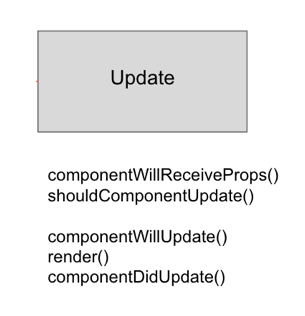 Update
componentWillReceiveProps()
shouldComponentUpdate()
componentWillUpdate()
render()
componentDidUpdate()